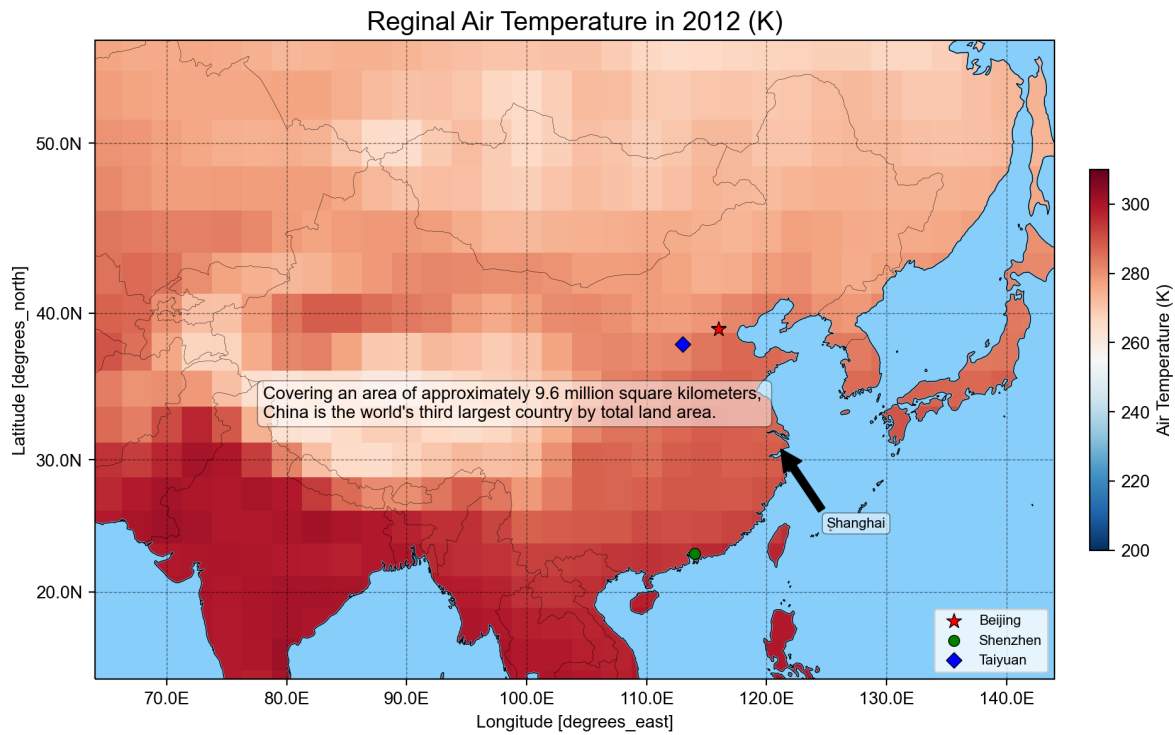 Reginal Air Temperature in 2012 (K)
50.0N
40.0N
30.0N
20.0N
Latitude [degrees_north]
Covering an area of approximately 9.6 million square kilometers,
China is the world's third largest country by total land area.
Shanghai
Beijing
Shenzhen
Taiyuan
70.0E
80.0E
90.0E
100.0E
110.0E
120.0E
130.0E
140.0E
Longitude [degrees_east]
300
280
260
240
220
200
Air Temperature (K)